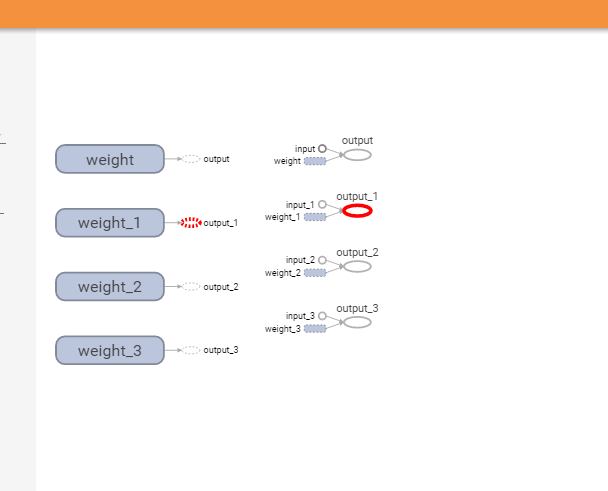 weight
output
weight_1
output_1
weight_2
output_2
weight_3
output_3
output
input
weight
output_1
input_1
weight_1
output_2
input_2
weight_2
output_3
input_3
weight_3